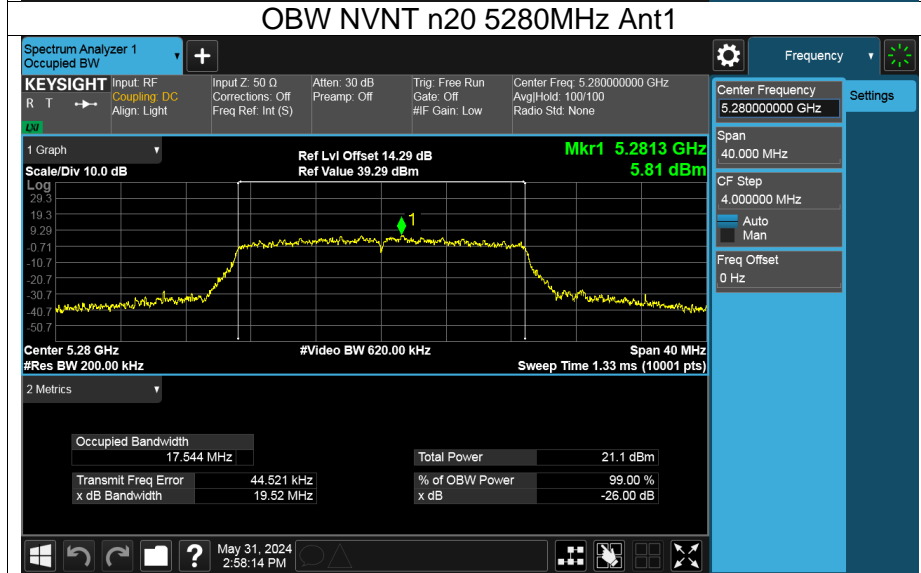 OBW NVNT n20 5280MHz Ant1
Spectrum Analyzer 1
Occupied BW
+
Frequency
KEYSIGHT
R T
LXI
Input: RF
Coupling: DC
Align: Light
Input Z: 50 Ω
Corrections: Off
Freq Ref: Int (S)
Atten: 30 dB
Preamp: Off
Trig: Free Run
Gate: Off
#IF Gain: Low
Center Freq: 5.280000000 GHz
Avg|Hold: 100/100
Radio Std: None
Center Frequency
5.280000000 GHz
Settings
Span
40.000 MHz
CF Step
4.000000 MHz
Auto
Man
Freq Offset
0 Hz
1 Graph
Scale/Div 10.0 dB
Ref Lvl Offset 14.29 dB
Ref Value 39.29 dBm
Mkr1 5.2813 GHz
5.81 dBm
Log
29.3
19.3
9.29
-0.71
-10.7
-20.7
-30.7
-40.7
-50.7
1
Center 5.28 GHz
#Res BW 200.00 kHz
#Video BW 620.00 kHz
Span 40 MHz
Sweep Time 1.33 ms (10001 pts)
2 Metrics
Occupied Bandwidth
17.544 MHz
Total Power 21.1 dBm
Transmit Freq Error 44.521 kHz
% of OBW Power 99.00 %
x dB Bandwidth 19.52 MHz
x dB -26.00 dB
?
May 31, 2024
2:58:14 PM